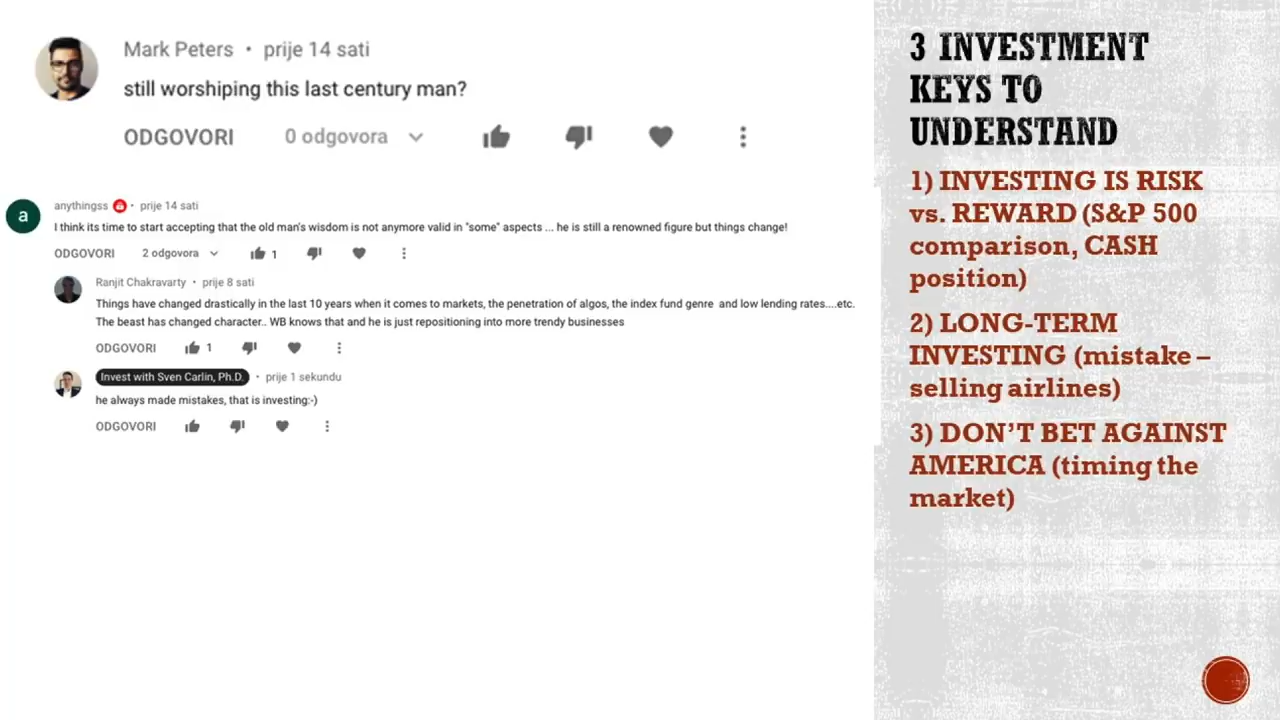 Mark Peters • prije 14 sati
still worshiping this last century man?
ODGOVORI 0 odgovora
a
anythingss • prije 14 sati
I think its time to start accepting that the old man's wisdom is not anymore valid in "some" aspects ... he is still a renowned figure but things change!
ODGOVORI 2 odgovora 1
Ranjit Chakravarty • prije 8 sati
Things have changed drastically in the last 10 years when it comes to markets, the penetration of algos, the index fund genre and low lending rates....etc.
The beast has changed character.. WB knows that and he is just repositioning into more trendy businesses
ODGOVORI 1
Invest with Sven Carlin, Ph.D. • prije 1 sekundu
he always made mistakes, that is investing:-)
ODGOVORI
3 INVESTMENT
KEYS TO
UNDERSTAND
1) INVESTING IS RISK
vs. REWARD (S&P 500
comparison, CASH
position)
2) LONG-TERM
INVESTING (mistake –
selling airlines)
3) DON'T BET AGAINST
AMERICA (timing the
market)